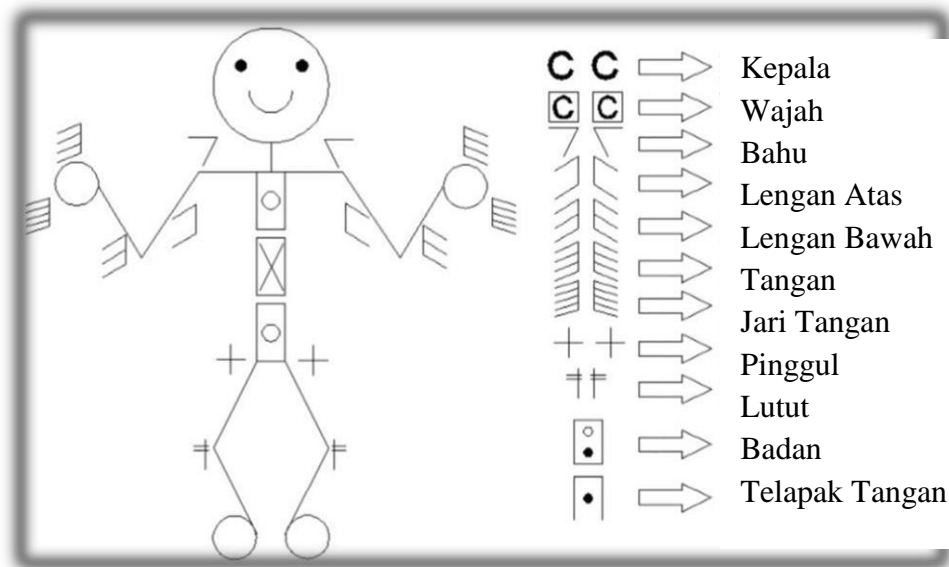 C C
Kepala
C C
Wajah
Bahu
Lengan Atas
Lengan Bawah
Tangan
Jari Tangan
Pinggul
Lutut
Badan
Telapak Tangan